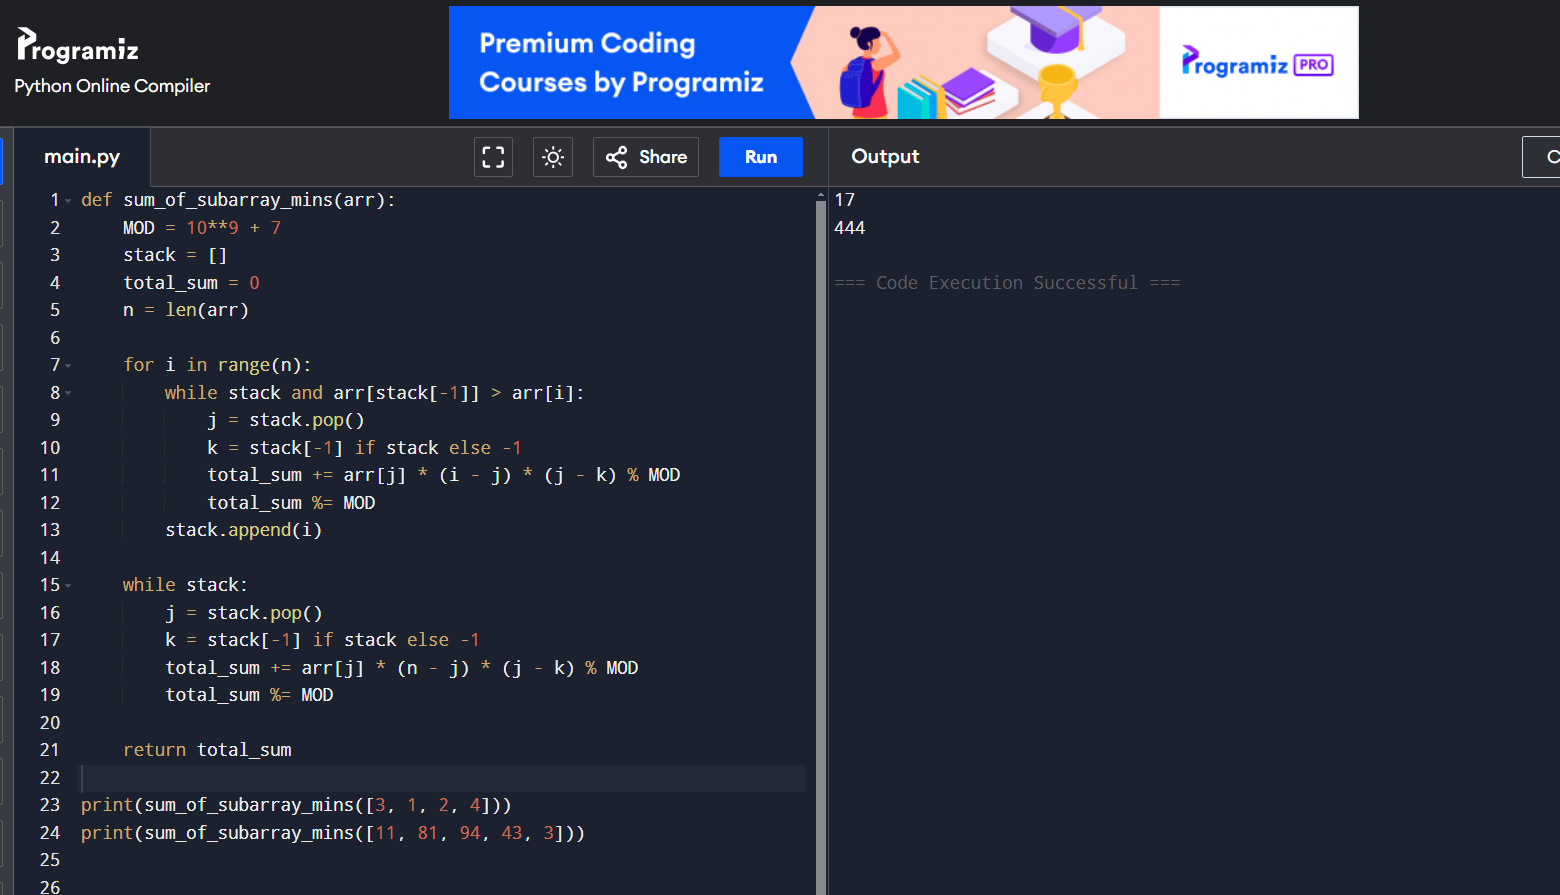 Programiz
Python Online Compiler
Premium Coding
Courses by Programiz
Programiz PRO
main.py
Share
Run
Output
1 def sum_of_subarray_mins(arr):
2     MOD = 10**9 + 7
3     stack = []
4     total_sum = 0
5     n = len(arr)
6
7     for i in range(n):
8         while stack and arr[stack[-1]] > arr[i]:
9             j = stack.pop()
10             k = stack[-1] if stack else -1
11             total_sum += arr[j] * (i - j) * (j - k) % MOD
12             total_sum %= MOD
13         stack.append(i)
14
15     while stack:
16         j = stack.pop()
17         k = stack[-1] if stack else -1
18         total_sum += arr[j] * (n - j) * (j - k) % MOD
19         total_sum %= MOD
20
21     return total_sum
22
23 print(sum_of_subarray_mins([3, 1, 2, 4]))
24 print(sum_of_subarray_mins([11, 81, 94, 43, 3]))
25
26
17
444
=== Code Execution Successful ===